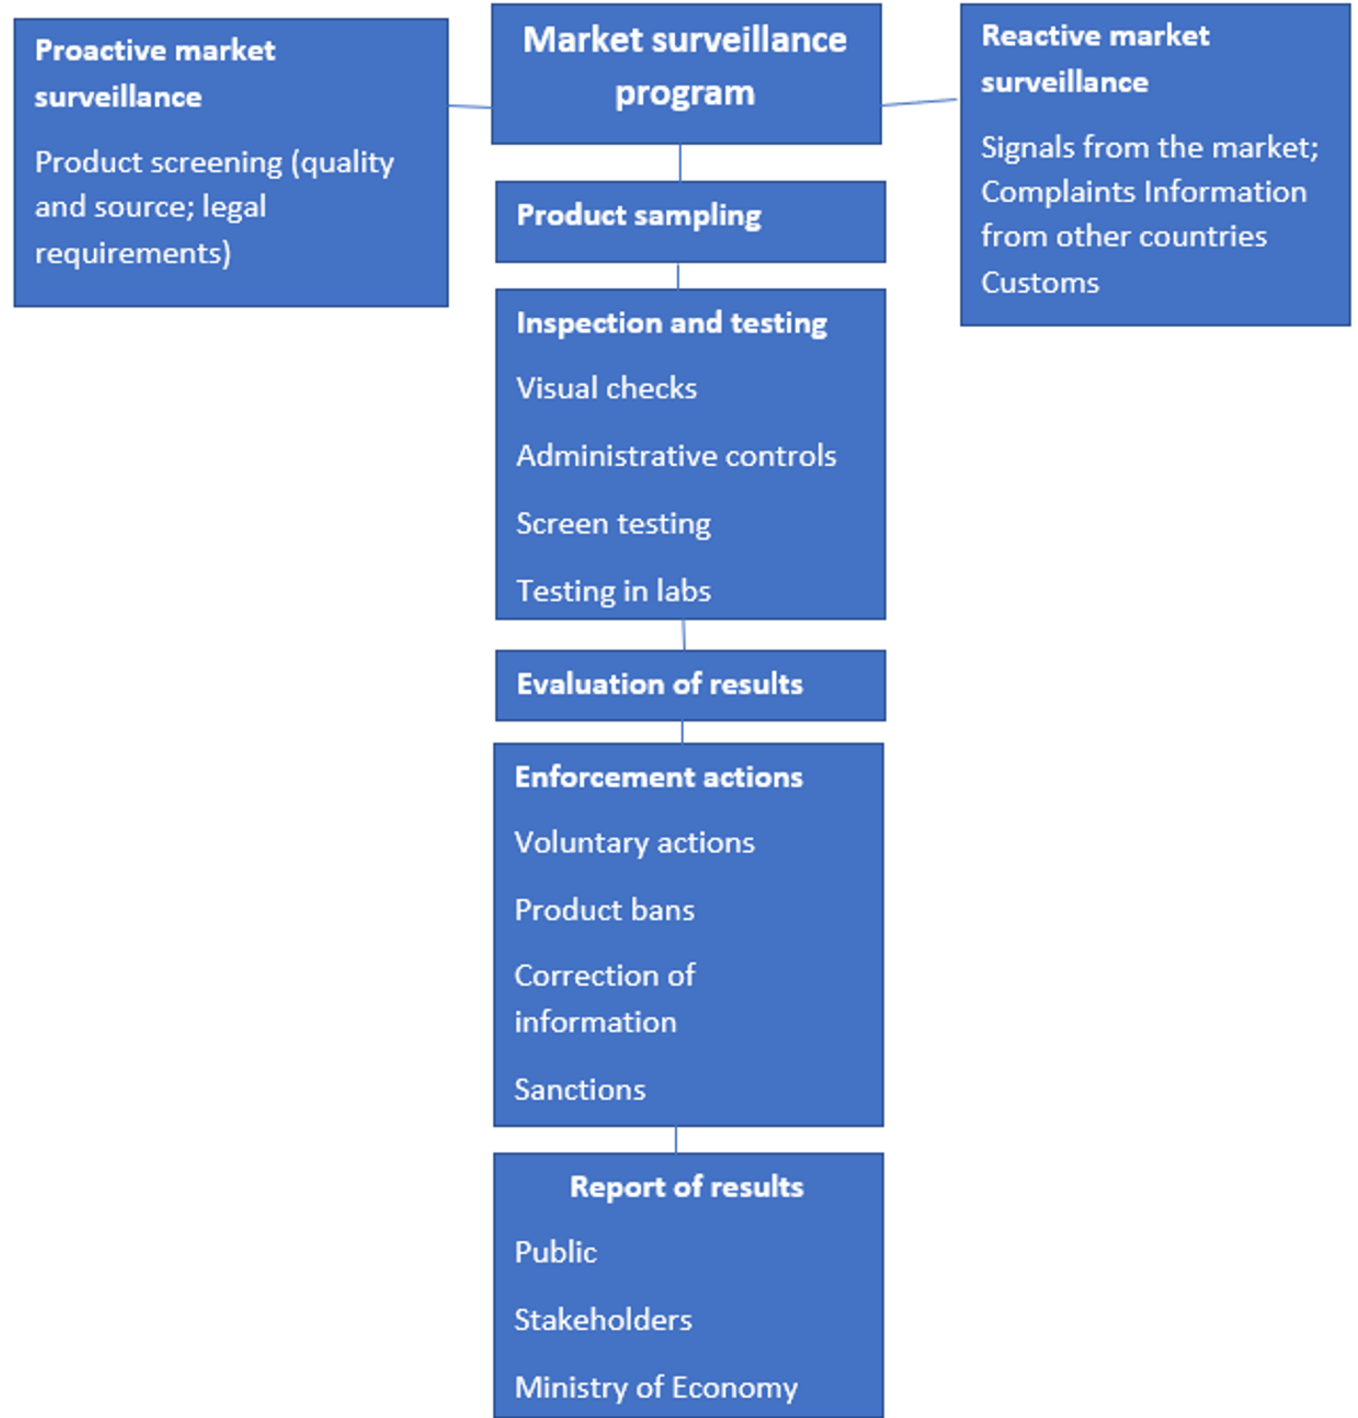 Proactive market
surveillance
Product screening (quality
and source; legal
requirements)
Market surveillance
program
Reactive market
surveillance
Signals from the market;
Complaints Information
from other countries
Customs
Product sampling
Inspection and testing
Visual checks
Administrative controls
Screen testing
Testing in labs
Evaluation of results
Enforcement actions
Voluntary actions
Product bans
Correction of
information
Sanctions
Report of results
Public
Stakeholders
Ministry of Economy